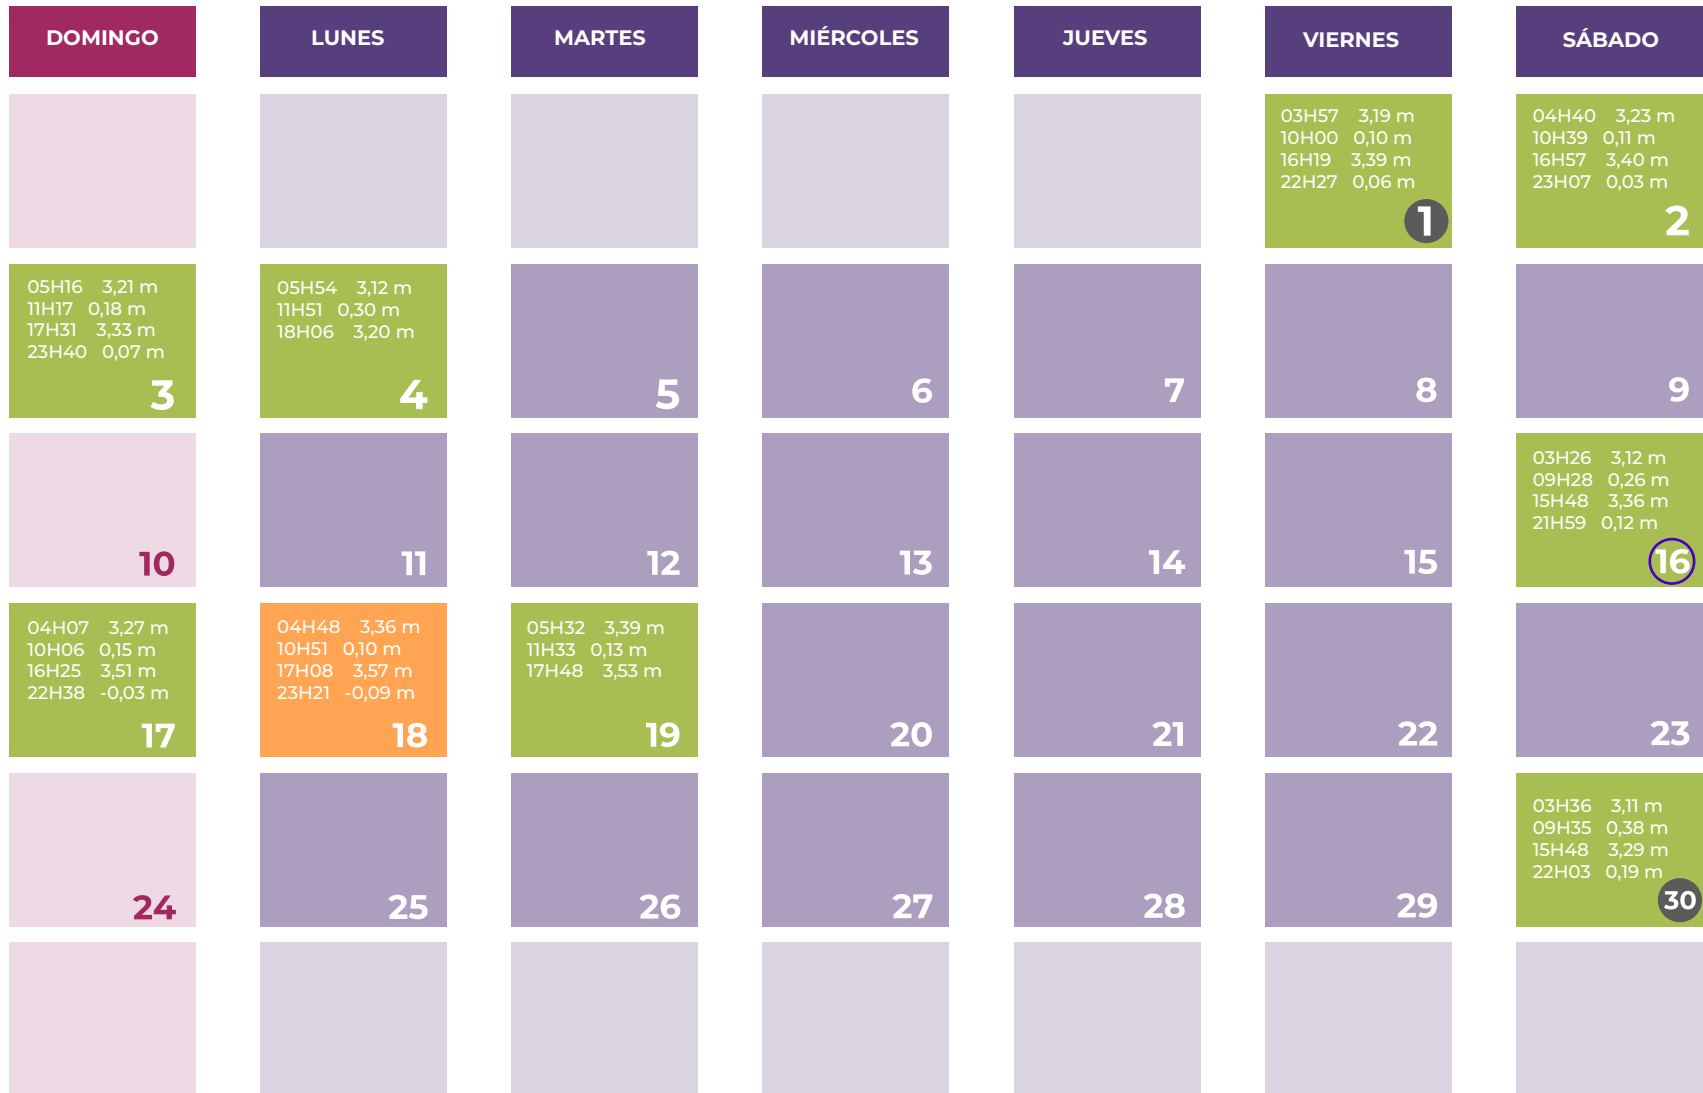 DOMINGO
LUNES
MARTES
MIÉRCOLES
JUEVES
VIERNES
SÁBADO
03H57 3,19 m
10H00 0,10 m
16H19 3,39 m
22H27 0,06 m
1
04H40 3,23 m
10H39 0,11 m
16H57 3,40 m
23H07 0,03 m
2
05H16 3,21 m
11H17 0,18 m
17H31 3,33 m
23H40 0,07 m
3
05H54 3,12 m
11H51 0,30 m
18H06 3,20 m
4
5
6
7
8
9
10
11
12
13
14
15
03H26 3,12 m
09H28 0,26 m
15H48 3,36 m
21H59 0,12 m
16
04H07 3,27 m
10H06 0,15 m
16H25 3,51 m
22H38 -0,03 m
17
04H48 3,36 m
10H51 0,10 m
17H08 3,57 m
23H21 -0,09 m
18
05H32 3,39 m
11H33 0,13 m
17H48 3,53 m
19
20
21
22
23
24
25
26
27
28
29
03H36 3,11 m
09H35 0,38 m
15H48 3,29 m
22H03 0,19 m
30